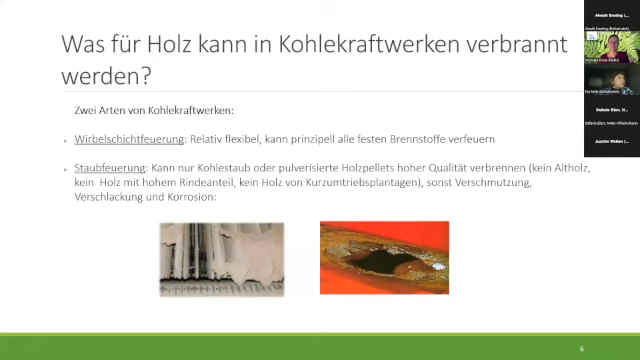 Was für Holz kann in Kohlekraftwerken verbrannt
werden?
Zwei Arten von Kohlekraftwerken:
Wirbelschichtfeuerung: Relativ flexibel, kann prinzipell alle festen Brennstoffe verfeuern
Staubfeuerung: Kann nur Kohlestaub oder pulverisierte Holzpellets hoher Qualität verbrennen (kein Altholz,
kein Holz mit hohem Rindeanteil, kein Holz von Kurzumtriebsplantagen), sonst Verschmutzung,
Verschlackung und Korrosion:
6